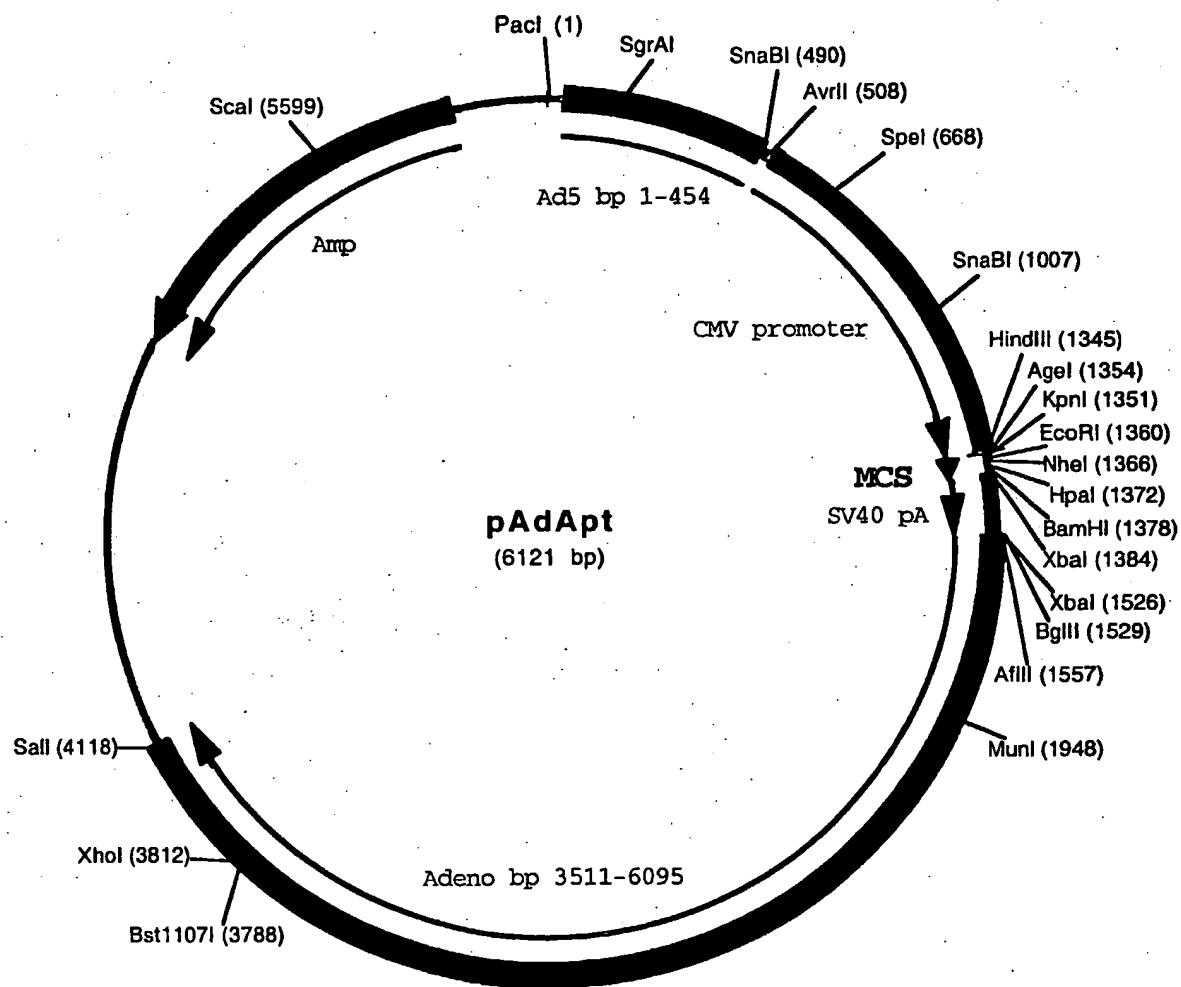 PacI (1)
SgrAI
SnaBI (490)
AvrII (508)
ScaI (5599)
SpeI (668)
Ad5 bp 1-454
Amp
SnaBI (1007)
CMV promoter
HindIII (1345)
AgeI (1354)
KpnI (1351)
EcoRI (1360)
NheI (1366)
HpaI (1372)
BamHI (1378)
XbaI (1384)
XbaI (1526)
BglII (1529)
AflII (1557)
MunI (1948)
MCS
SV40 pA
pAdApt
(6121 bp)
SalI (4118)
XhoI (3812)
Bst1107I (3788)
Adeno bp 3511-6095